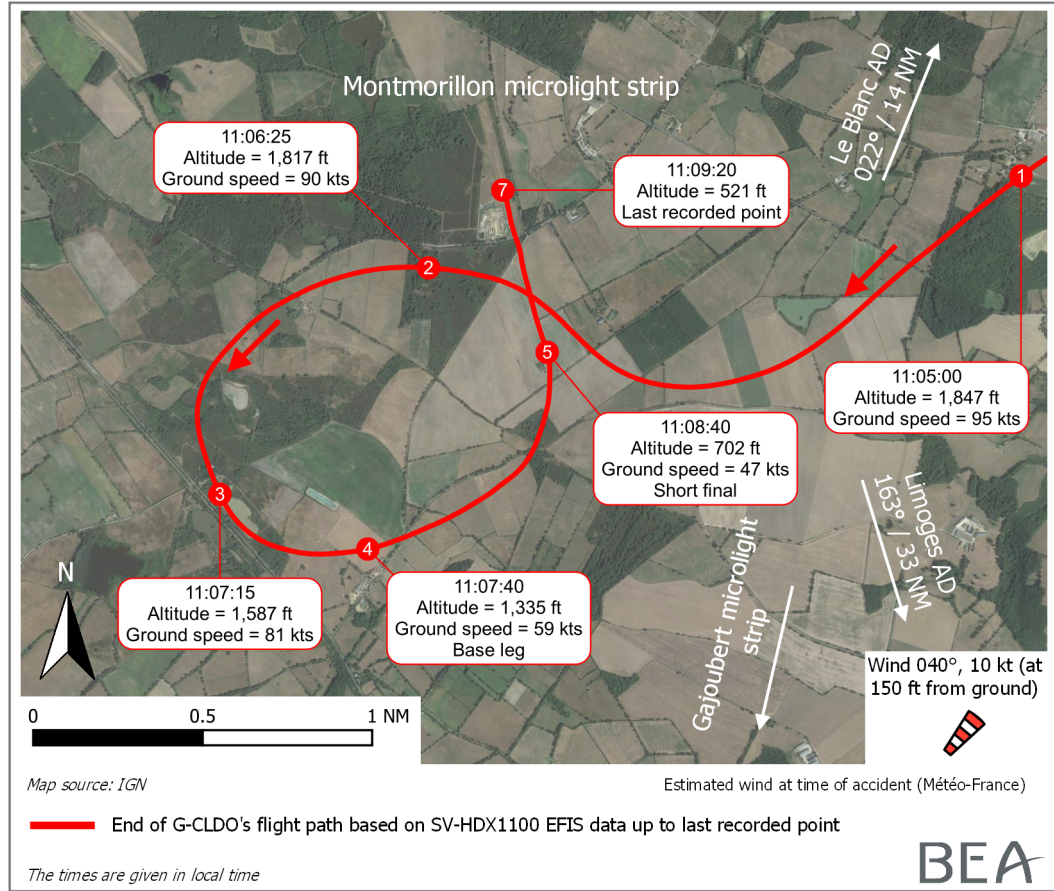 Montmorillon microlight strip
Le Blanc AD
022° / 14 NM
11:06:25
Altitude = 1,817 ft
Ground speed = 90 kts
11:09:20
Altitude = 521 ft
Last recorded point
7
1
2
5
11:05:00
Altitude = 1,847 ft
Ground speed = 95 kts
11:08:40
Altitude = 702 ft
Ground speed = 47 kts
Short final
3
4
Limoges AD
163° / 33 NM
11:07:15
Altitude = 1,587 ft
Ground speed = 81 kts
11:07:40
Altitude = 1,335 ft
Ground speed = 59 kts
Base leg
Gajoubert microlight
strip
N
Wind 040°, 10 kt (at
150 ft from ground)
0 0.5 1 NM
Map source: IGN
Estimated wind at time of accident (Météo-France)
End of G-CLDO's flight path based on SV-HDX1100 EFIS data up to last recorded point
The times are given in local time
BEA